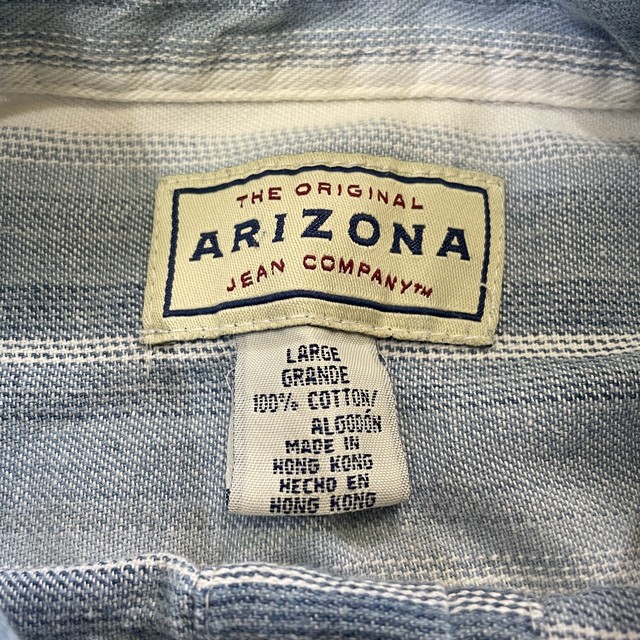 THE ORIGINAL
ARIZONA
JEAN COMPANY™
LARGE
GRANDE
100% COTTON/
ALGODÓN
MADE IN
HONG KONG
HECHO EN
HONG KONG